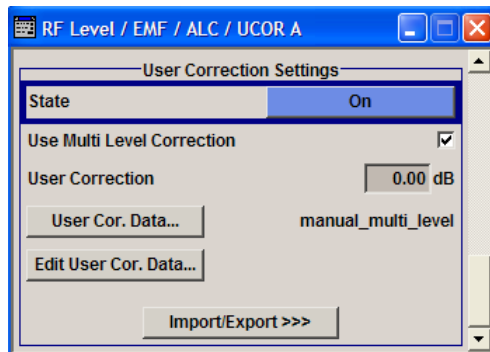 RF Level / EMF / ALC / UCOR A
User Correction Settings
State On
Use Multi Level Correction
User Correction 0.00 dB
User Cor. Data... manual_multi_level
Edit User Cor. Data...
Import/Export >>>